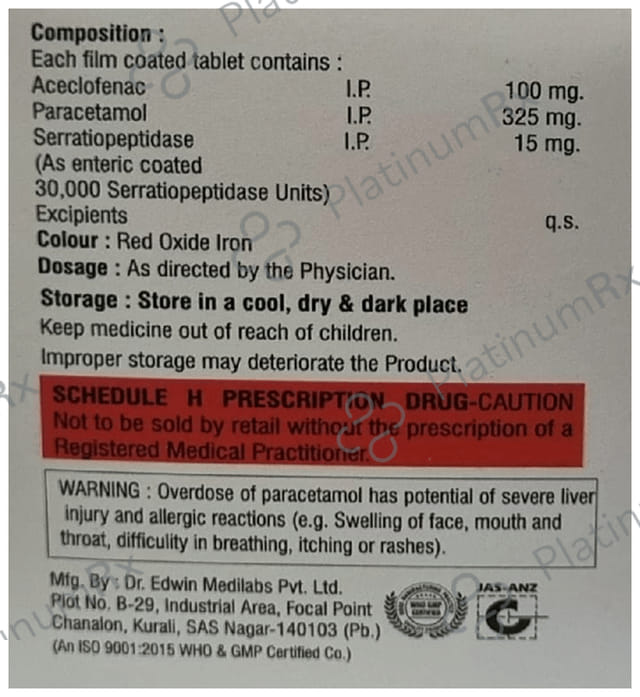 Composition :
Each film coated tablet contains :
Aceclofenac I.P. 100 mg.
Paracetamol I.P. 325 mg.
Serratiopeptidase I.P. 15 mg.
(As enteric coated
30,000 Serratiopeptidase Units)
Excipients q.s.
Colour : Red Oxide Iron
Dosage : As directed by the Physician.
Storage : Store in a cool, dry & dark place
Keep medicine out of reach of children.
Improper storage may deteriorate the Product.
SCHEDULE H PRESCRIPTION DRUG-CAUTION
Not to be sold by retail without the prescription of a
Registered Medical Practitioner.
WARNING : Overdose of paracetamol has potential of severe liver
injury and allergic reactions (e.g. Swelling of face, mouth and
throat, difficulity in breathing, itching or rashes).
Mfg. By : Dr. Edwin Medilabs Pvt. Ltd.
Plot No. B-29, Industrial Area, Focal Point
Chanalon, Kurali, SAS Nagar-140103 (Pb.)
(An ISO 9001:2015 WHO & GMP Certified Co.)
WHO GMP
CERTIFIED
JAS-ANZ
PlatinumRx
PlatinumRx